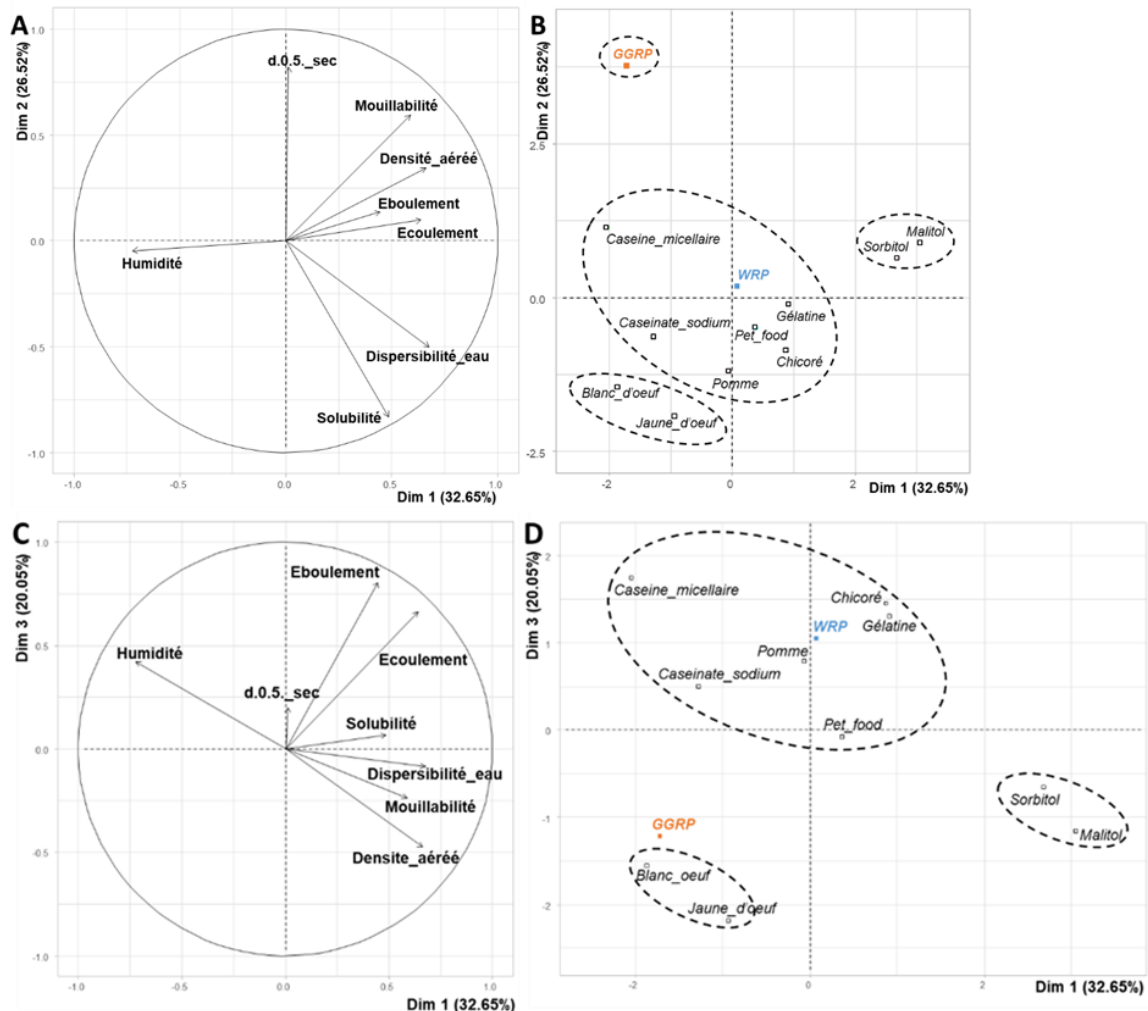 A
Dim 2 (26.52%)
1.0
0.5
0.0
-0.5
-1.0
d.0.5._sec
Mouillabilité
Densité_aéréé
Eboulement
Ecoulement
Humidité
Dispersibilité_eau
Solubilité
-1.0 -0.5 0.0 0.5 1.0
Dim 1 (32.65%)
B
Dim 2 (26.52%)
2.5
0.0
-2.5
GGRP
Caseine_micellaire
Malitol
Sorbitol
WRP
Gélatine
Caseinate_sodium
Pet_food
Chicoré
Pomme
Blanc_d'oeuf
Jaune_d'oeuf
-2 0 2
Dim 1 (32.65%)
C
Dim 3 (20.05%)
1.0
0.5
0.0
-0.5
-1.0
Eboulement
Humidité
Ecoulement
d.0.5._sec
Solubilité
Dispersibilité_eau
Mouillabilité
Densite_aéréé
-1.0 -0.5 0.0 0.5 1.0
Dim 1 (32.65%)
D
Dim 3 (20.05%)
2
1
0
-1
-2
Caseine_micellaire
Chicoré
WRP
Gélatine
Pomme
Caseinate_sodium
Pet_food
Sorbitol
GGRP
Malitol
Blanc_oeuf
Jaune_d'oeuf
-2 0 2
Dim 1 (32.65%)